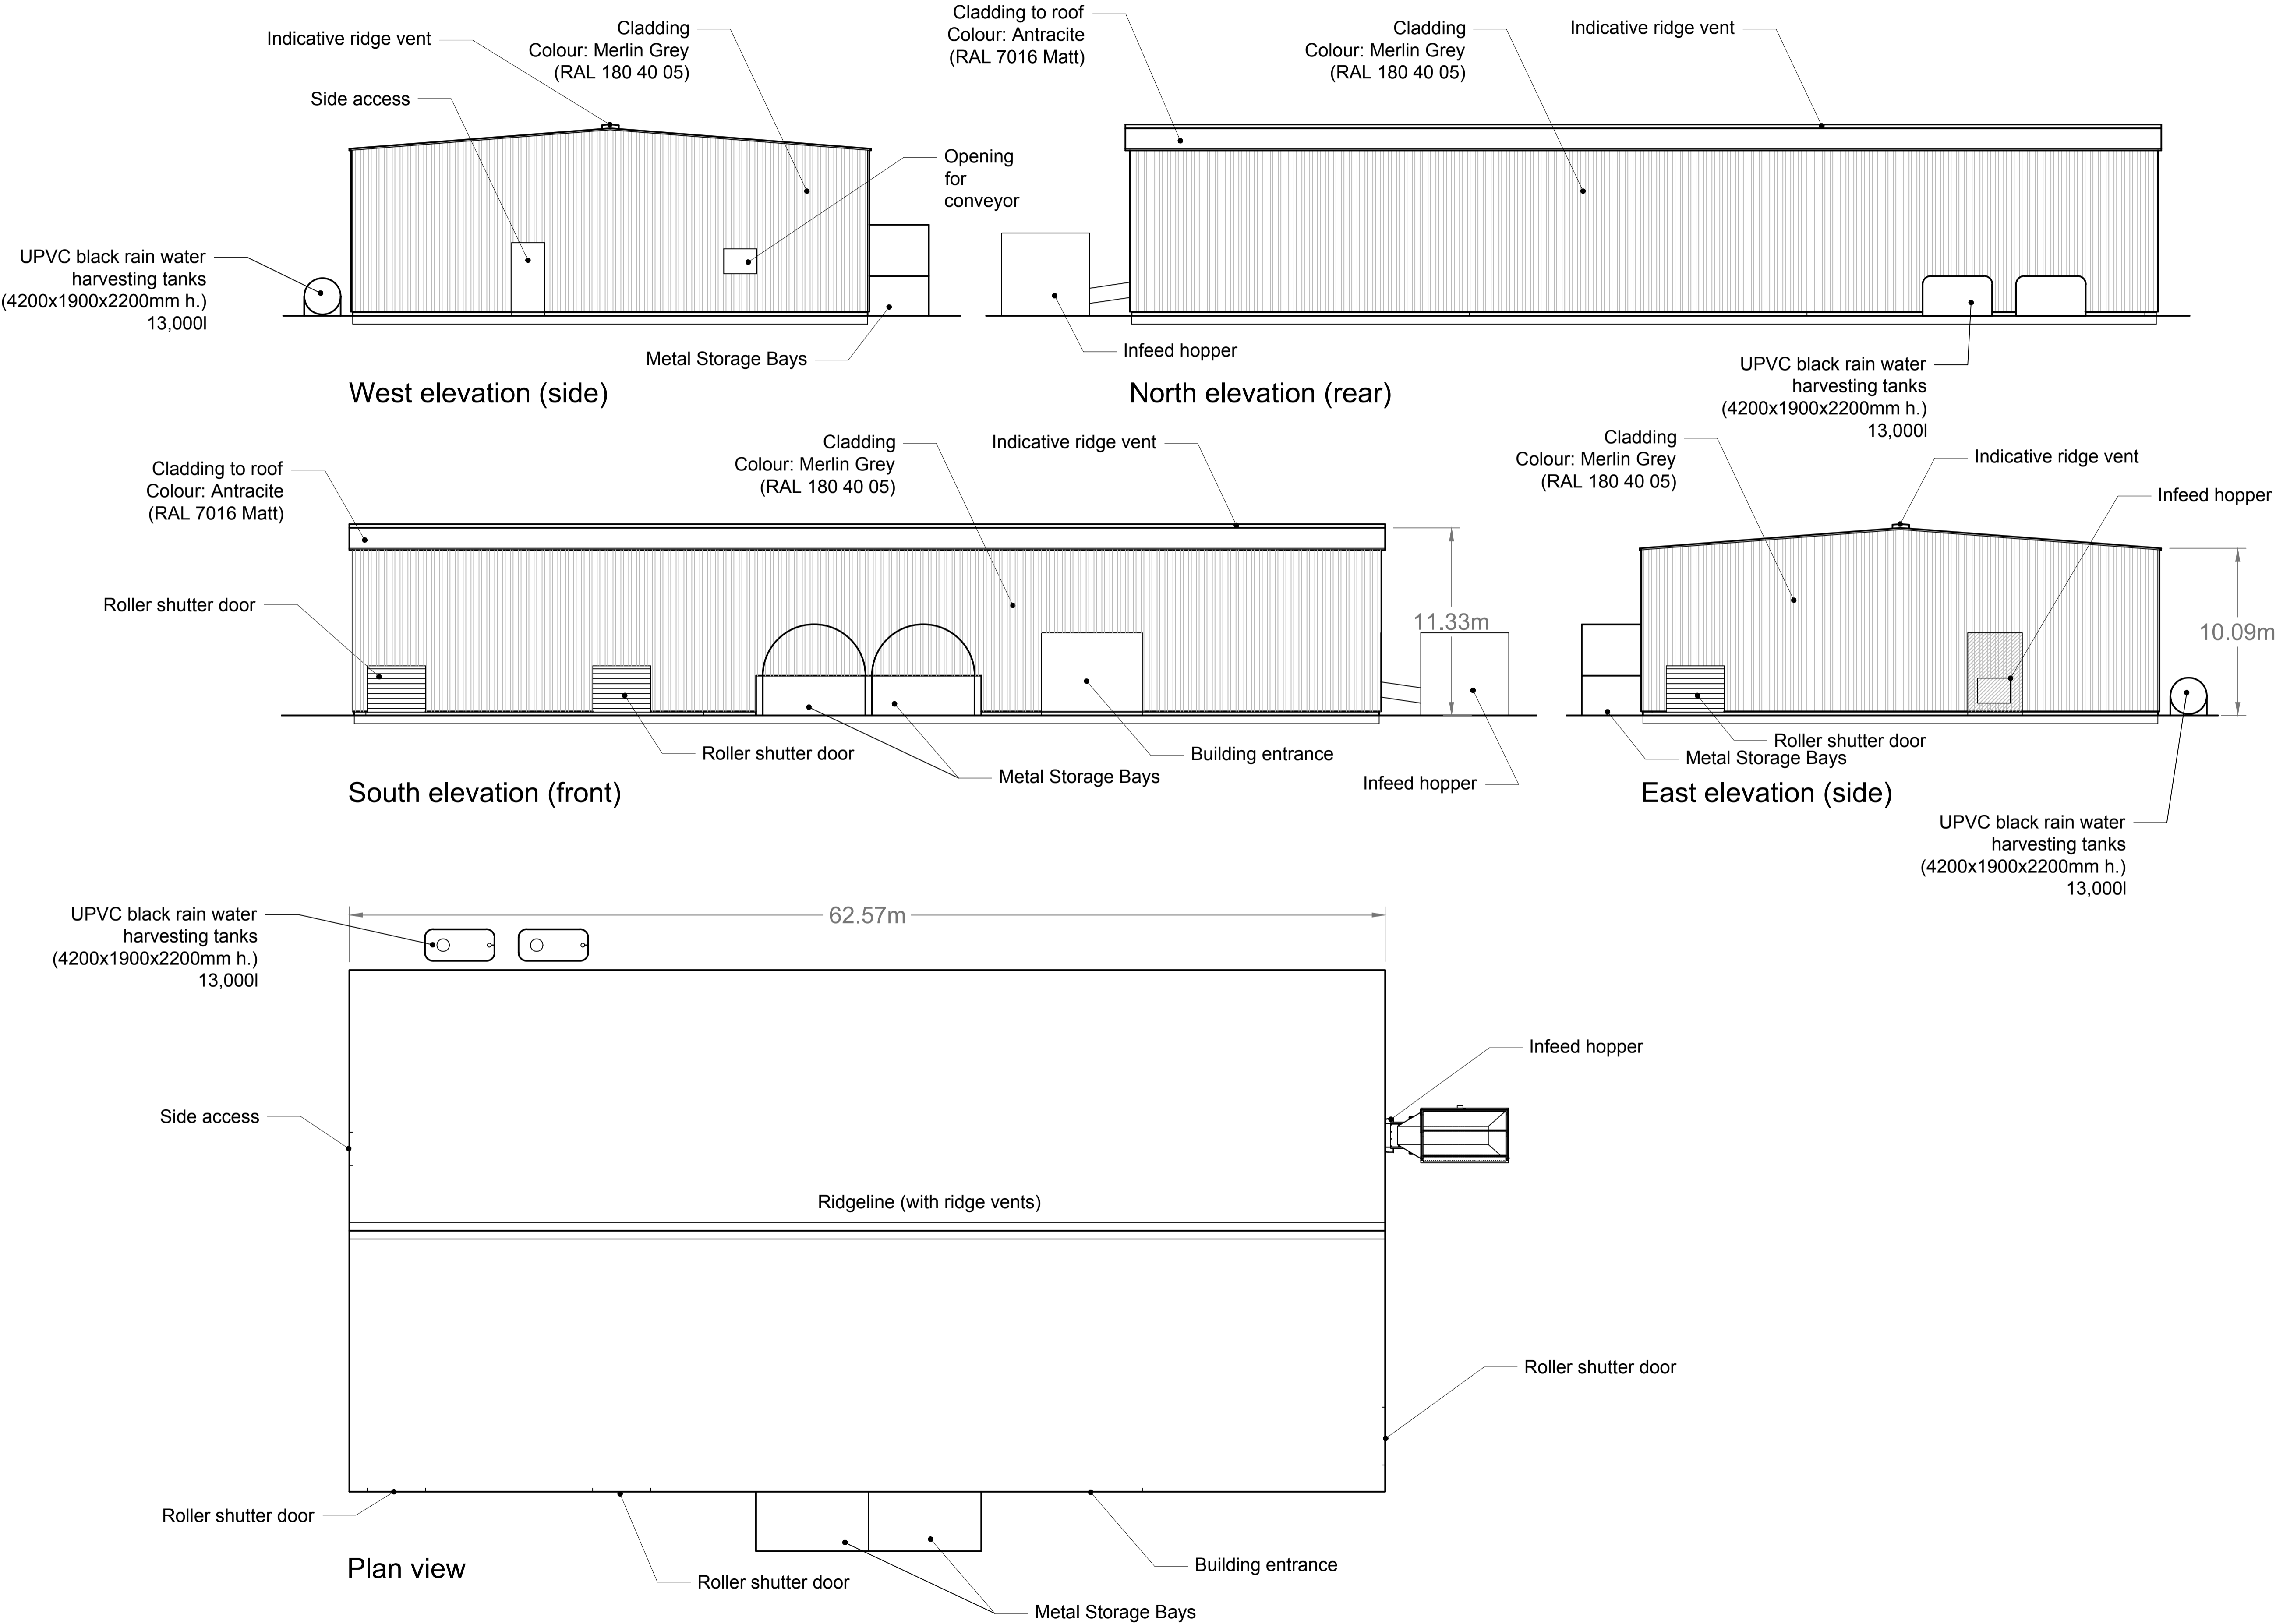 Indicative ridge vent
Cladding
Colour: Merlin Grey
(RAL 180 40 05)
Side access
Opening
for
conveyor
UPVC black rain water
harvesting tanks
(4200x1900x2200mm h.)
13,000l
Metal Storage Bays
West elevation (side)
Cladding to roof
Colour: Antracite
(RAL 7016 Matt)
Cladding
Colour: Merlin Grey
(RAL 180 40 05)
Indicative ridge vent
Infeed hopper
UPVC black rain water
harvesting tanks
(4200x1900x2200mm h.)
13,000l
North elevation (rear)
Cladding to roof
Colour: Antracite
(RAL 7016 Matt)
Cladding
Colour: Merlin Grey
(RAL 180 40 05)
Indicative ridge vent
Roller shutter door
11.33m
Roller shutter door
Metal Storage Bays
Building entrance
Infeed hopper
South elevation (front)
Cladding
Colour: Merlin Grey
(RAL 180 40 05)
Indicative ridge vent
Infeed hopper
10.09m
Roller shutter door
Metal Storage Bays
East elevation (side)
UPVC black rain water
harvesting tanks
(4200x1900x2200mm h.)
13,000l
UPVC black rain water
harvesting tanks
(4200x1900x2200mm h.)
13,000l
62.57m
Infeed hopper
Side access
Ridgeline (with ridge vents)
Roller shutter door
Roller shutter door
Plan view
Roller shutter door
Building entrance
Metal Storage Bays